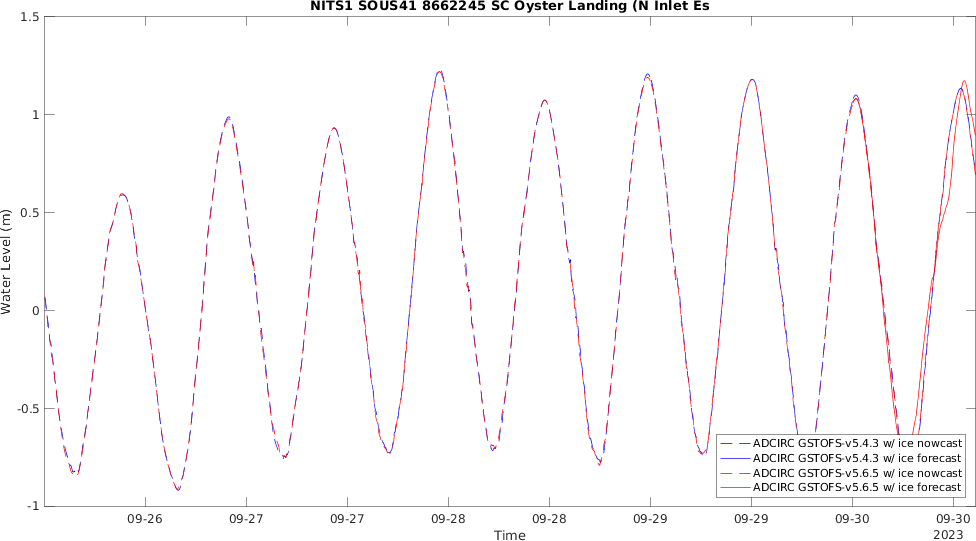 NITS1 SOUS41 8662245 SC Oyster Landing (N Inlet Es
1.5
1
0.5
0
-0.5
-1
Water Level (m)
ADCIRC GSTOFS-v5.4.3 w/ ice nowcast
ADCIRC GSTOFS-v5.4.3 w/ ice forecast
ADCIRC GSTOFS-v5.6.5 w/ ice nowcast
ADCIRC GSTOFS-v5.6.5 w/ ice forecast
09-26 09-27 09-27 09-28 09-28 09-29 09-29 09-30 09-30
Time 2023